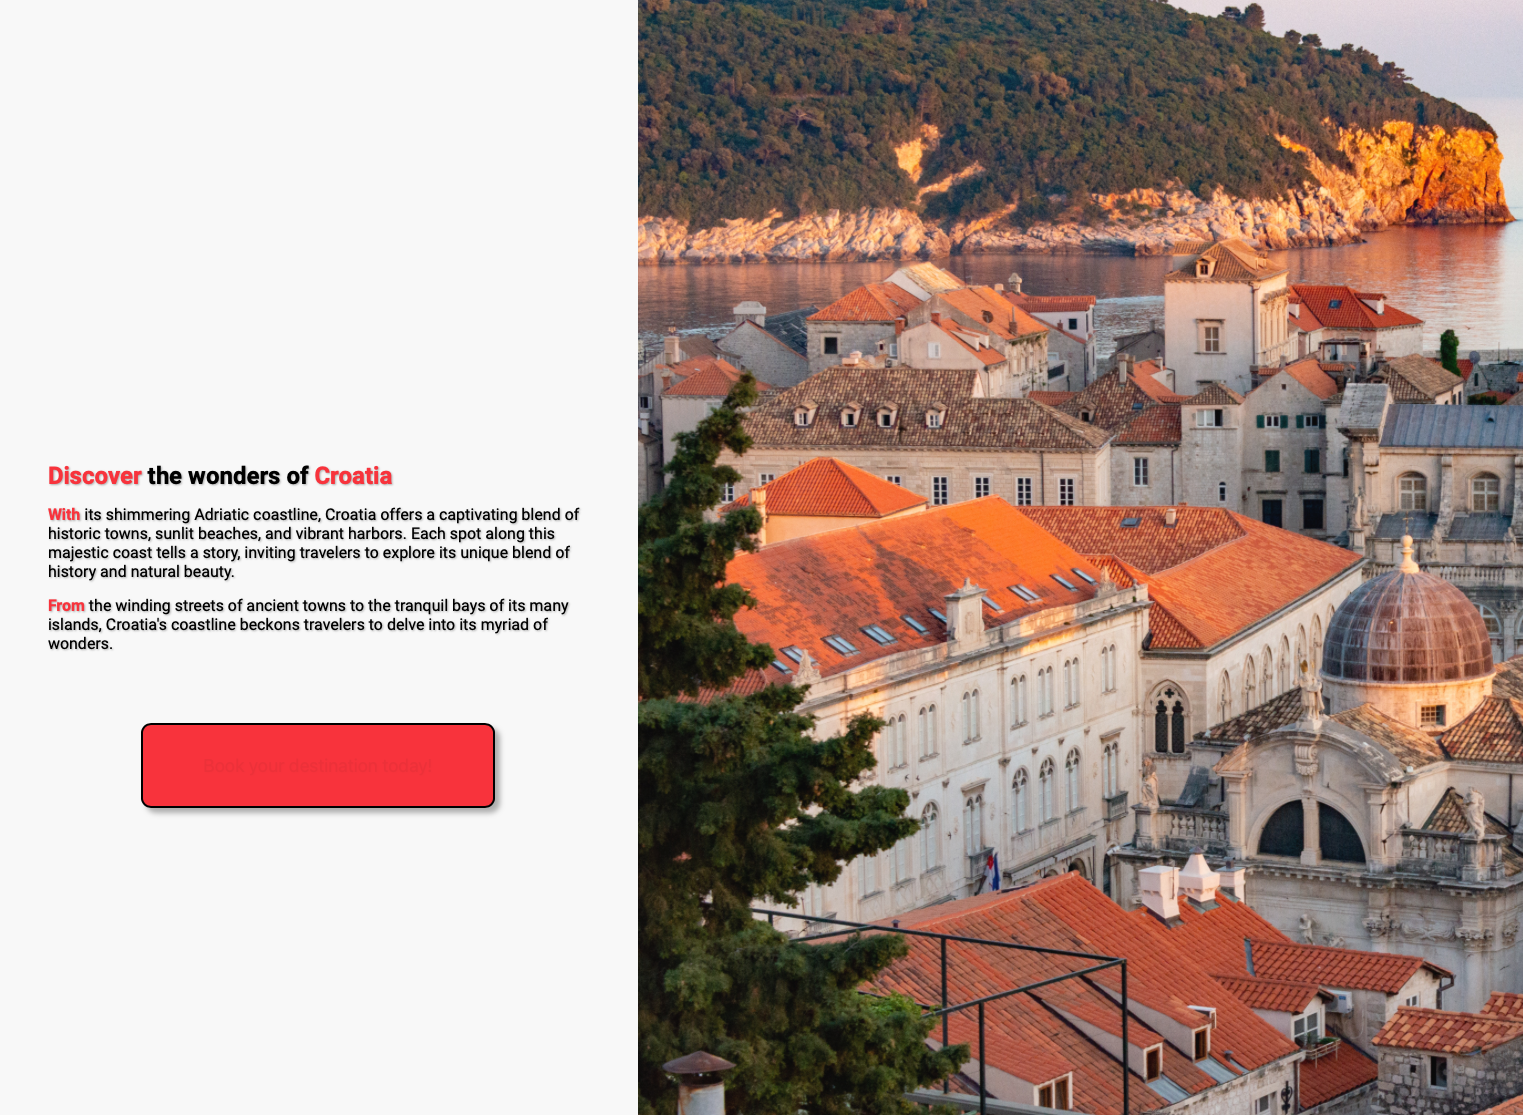 Discover the wonders of Croatia
With its shimmering Adriatic coastline, Croatia offers a captivating blend of
historic towns, sunlit beaches, and vibrant harbors. Each spot along this
majestic coast tells a story, inviting travelers to explore its unique blend of
history and natural beauty.
From the winding streets of ancient towns to the tranquil bays of its many
islands, Croatia's coastline beckons travelers to delve into its myriad of
wonders.
Book your destination today!